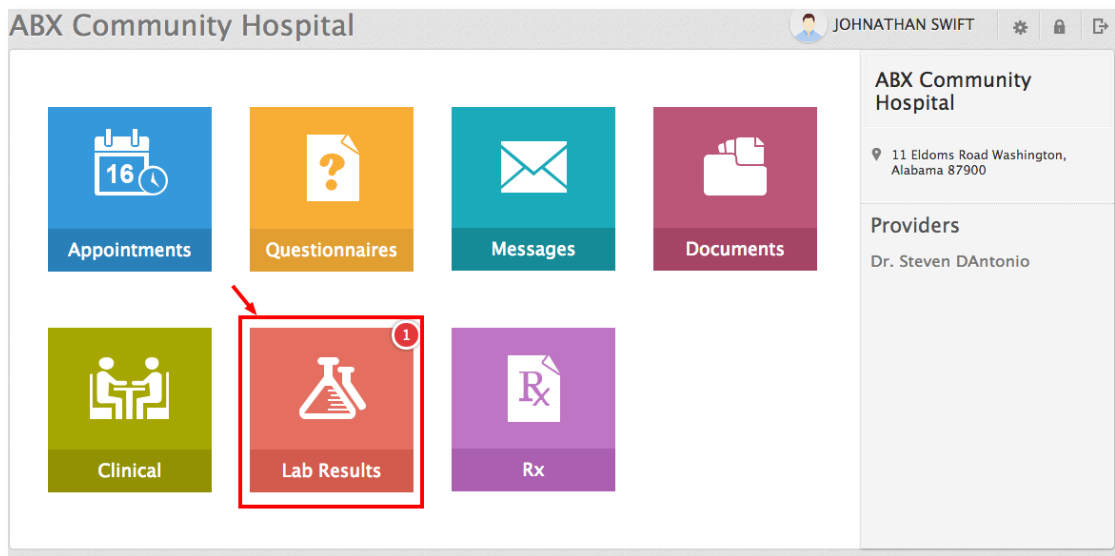 ABX Community Hospital
JOHNATHAN SWIFT
16
Appointments
?
Questionnaires
Messages
Documents
1
Clinical
Lab Results
Rx
Rx
ABX Community
Hospital
11 Eldoms Road Washington,
Alabama 87900
Providers
Dr. Steven DAntonio